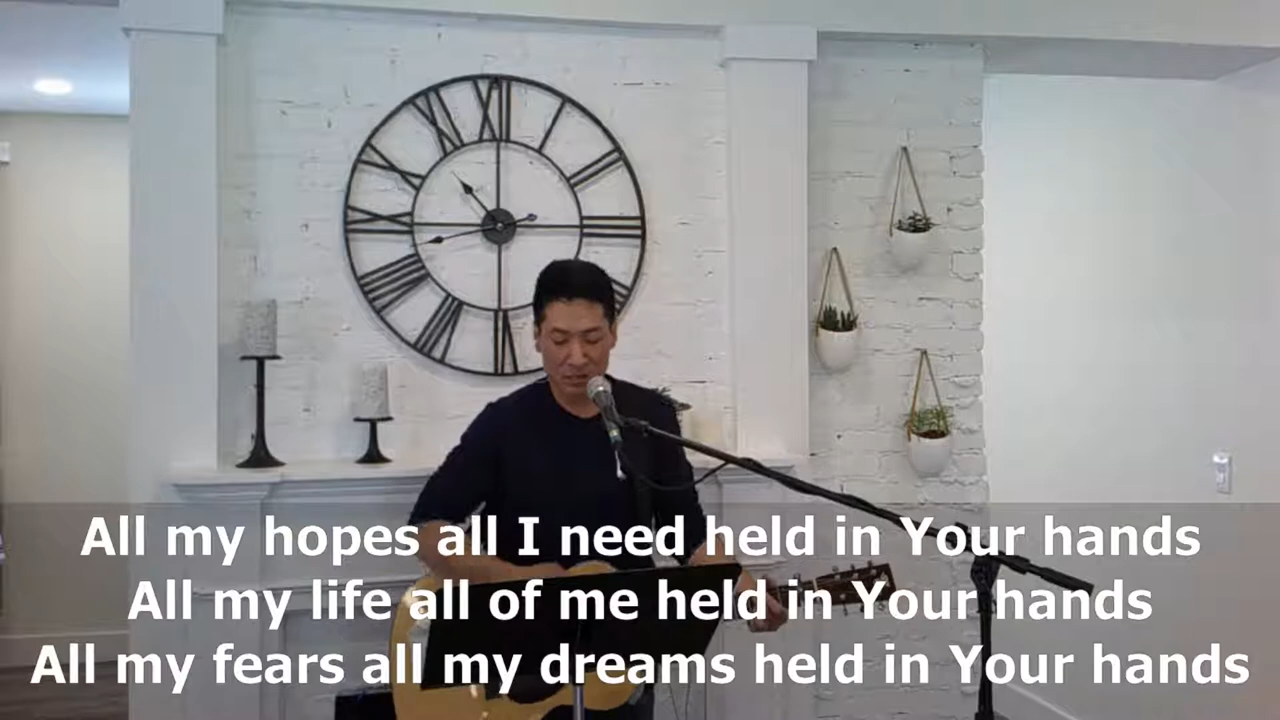 All my hopes all I need held in Your hands
All my life all of me held in Your hands
All my fears all my dreams held in Your hands